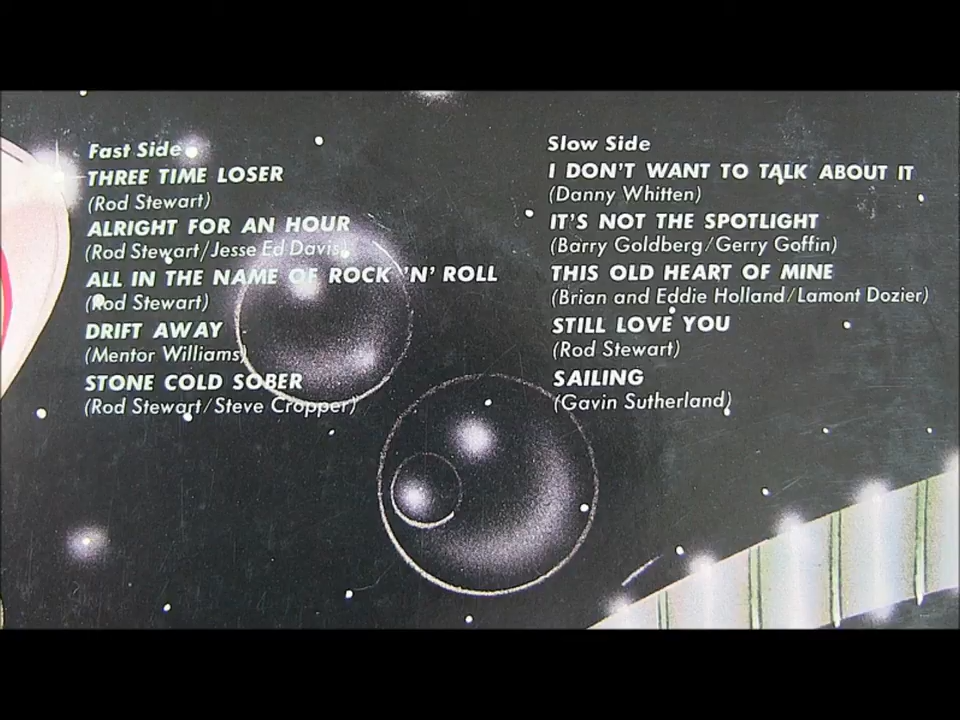 Fast Side
THREE TIME LOSER
(Rod Stewart)
ALRIGHT FOR AN HOUR
(Rod Stewart/Jesse Ed Davis)
ALL IN THE NAME OF ROCK 'N' ROLL
(Rod Stewart)
DRIFT AWAY
(Mentor Williams)
STONE COLD SOBER
(Rod Stewart/Steve Cropper)
Slow Side
I DON'T WANT TO TALK ABOUT IT
(Danny Whitten)
IT'S NOT THE SPOTLIGHT
(Barry Goldberg/Gerry Goffin)
THIS OLD HEART OF MINE
(Brian and Eddie Holland/Lamont Dozier)
STILL LOVE YOU
(Rod Stewart)
SAILING
(Gavin Sutherland)